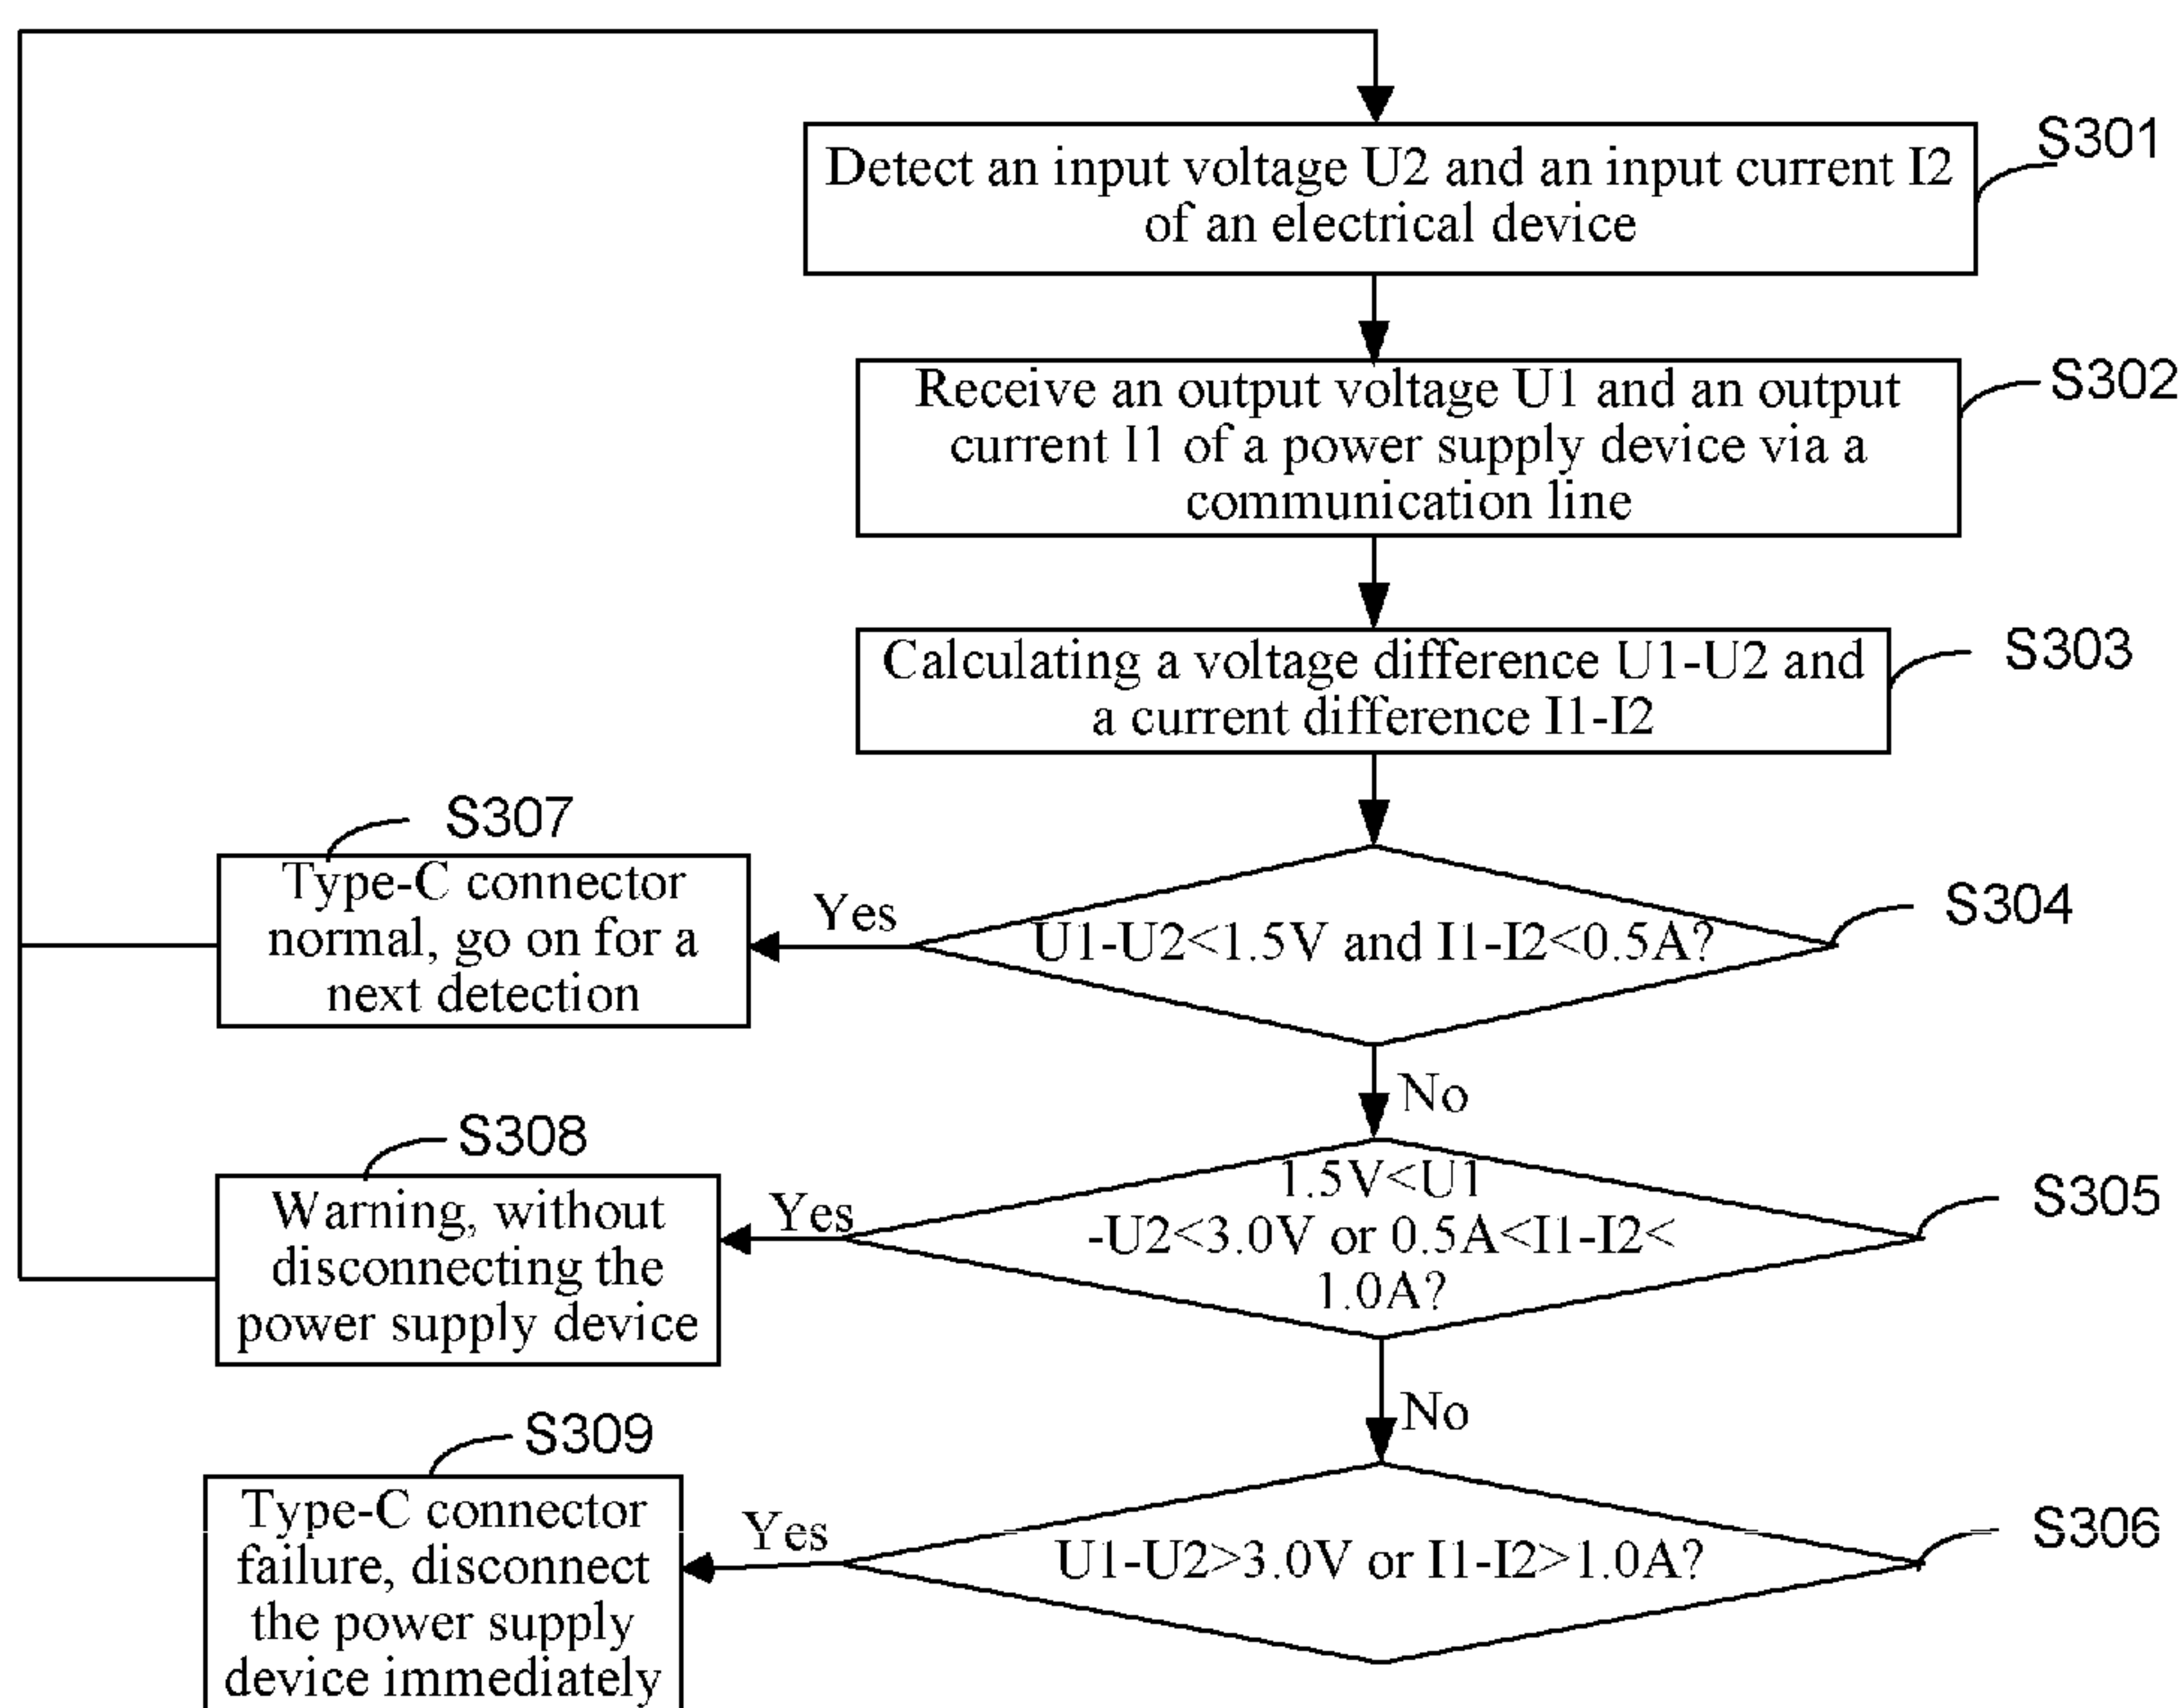 S301
Detect an input voltage U2 and an input current I2
of an electrical device
S302
Receive an output voltage U1 and an output
current I1 of a power supply device via a
communication line
S303
Calculating a voltage difference U1-U2 and
a current difference I1-I2
S307
Type-C connector
normal, go on for a
next detection
Yes
S304
U1-U2<1.5V and I1-I2<0.5A?
No
S308
Warning, without
disconnecting the
power supply device
Yes
S305
1.5V<U1
-U2<3.0V or 0.5A<I1-I2<
1.0A?
No
S309
Type-C connector
failure, disconnect
the power supply
device immediately
Yes
S306
U1-U2>3.0V or I1-I2>1.0A?